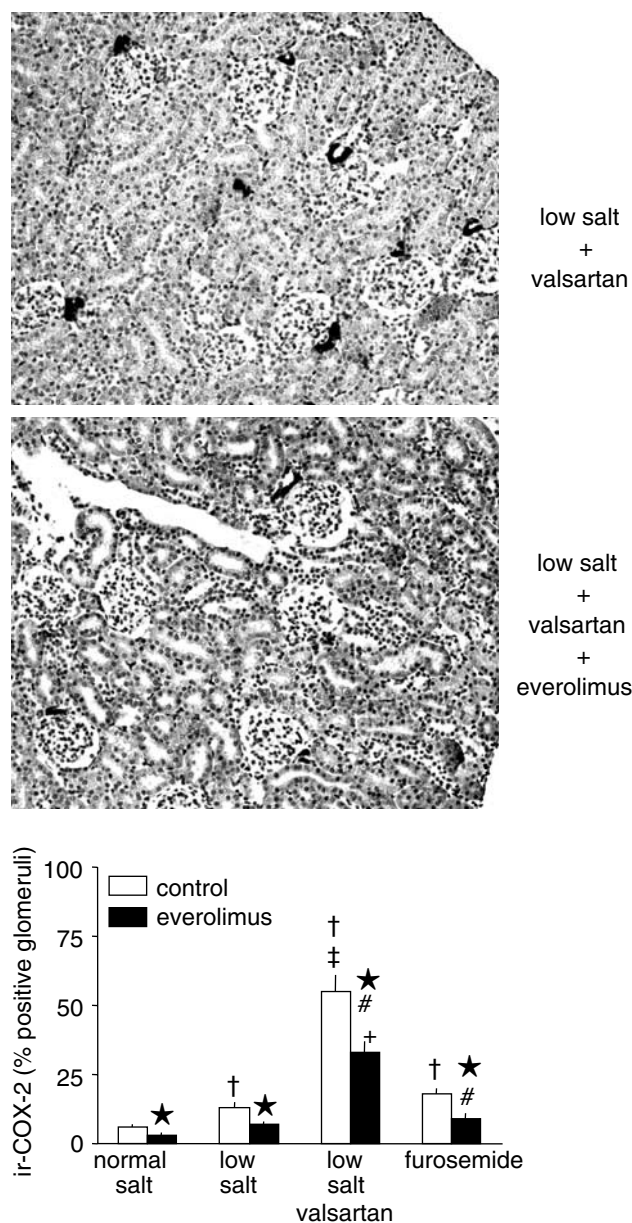 low salt
+
valsartan
low salt
+
valsartan
+
everolimus
ir-COX-2 (% positive glomeruli)
100
75
50
25
0
control
everolimus
★
†
★
†
‡
★
#
+
†
★
#
normal
salt
low
salt
low
salt
valsartan
furosemide